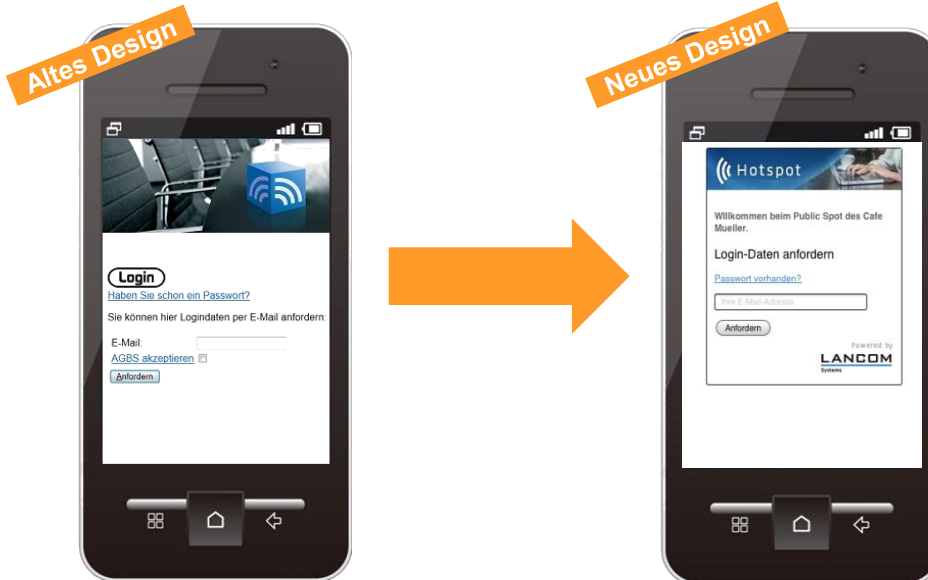 Altes Design
Login
Haben Sie schon ein Passwort?
Sie können hier Logindaten per E-Mail anfordern:
E-Mail:
AGBS akzeptieren
Anfordern
Neues Design
Hotspot
Willkommen beim Public Spot des Cafe
Mueller.
Login-Daten anfordern
Passwort vorhanden?
Ihre E-Mail-Adresse
Anfordern
Powered by
LANCOM
Systems